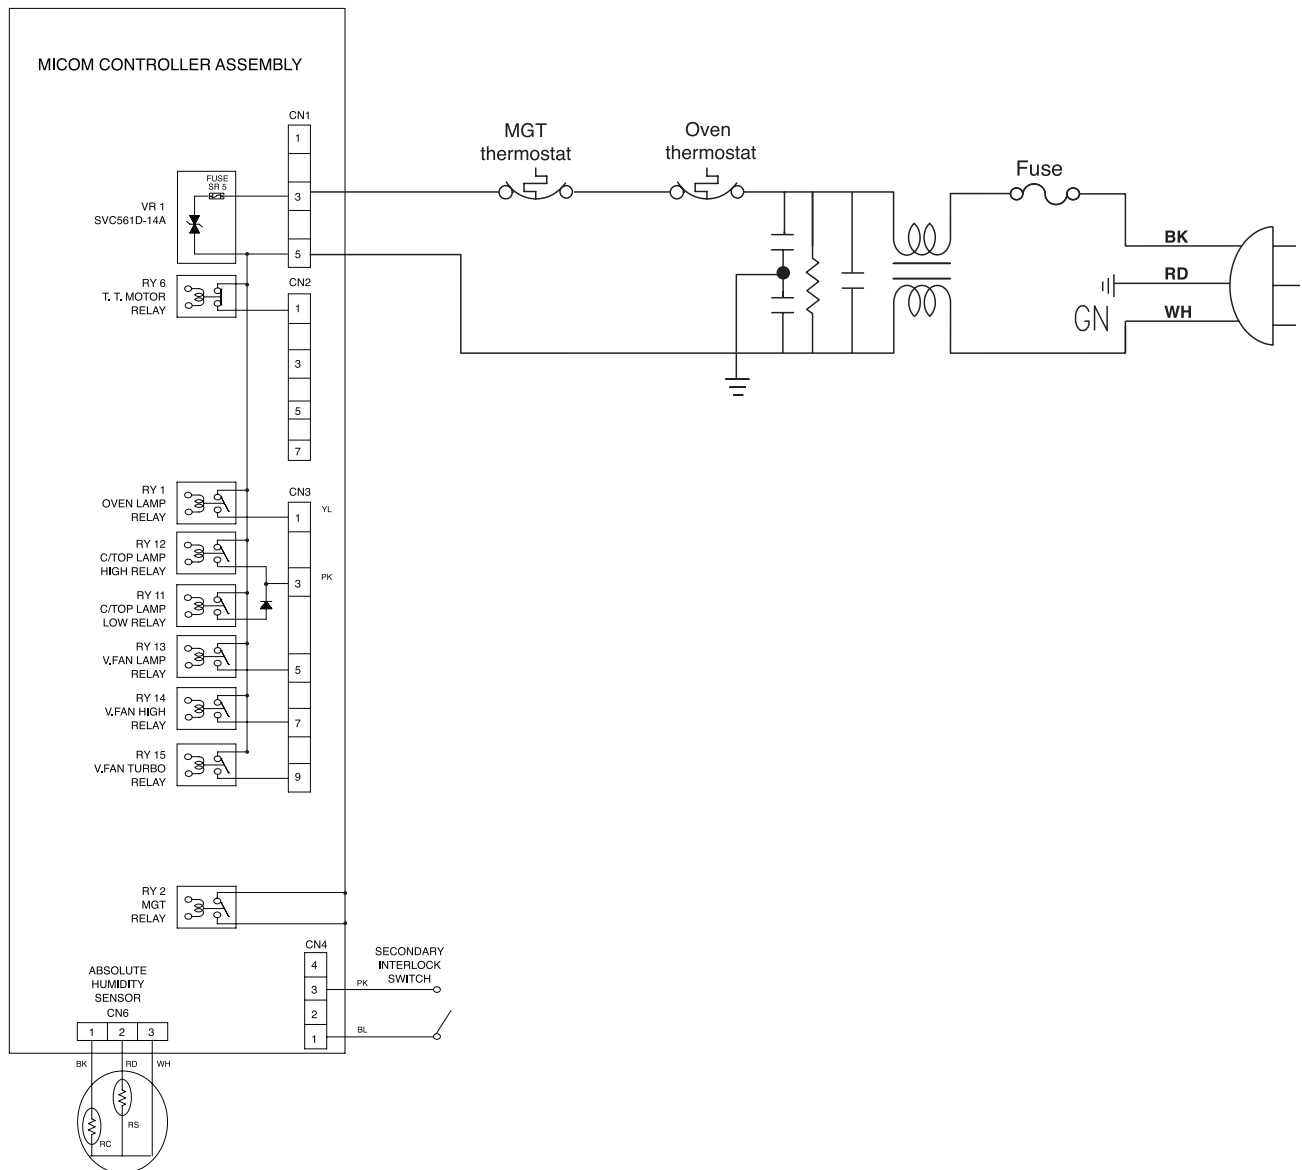 MICOM CONTROLLER ASSEMBLY
CN1
1
3
5
FUSE
SR 5
VR 1
SVC561D-14A
MGT
thermostat
Oven
thermostat
Fuse
BK
RD
GN
WH
RY 6
T. T. MOTOR
RELAY
CN2
1
3
5
7
RY 1
OVEN LAMP
RELAY
CN3
1
YL
RY 12
C/TOP LAMP
HIGH RELAY
3
PK
RY 11
C/TOP LAMP
LOW RELAY
RY 13
V.FAN LAMP
RELAY
5
RY 14
V.FAN HIGH
RELAY
7
RY 15
V.FAN TURBO
RELAY
9
RY 2
MGT
RELAY
CN4
4
3
2
1
PK
BL
SECONDARY
INTERLOCK
SWITCH
ABSOLUTE
HUMIDITY
SENSOR
CN6
1 2 3
BK RD WH
RS
RC